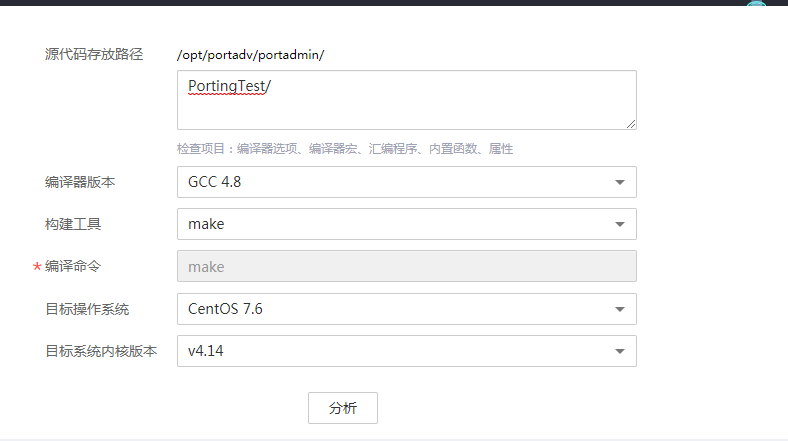 源代码存放路径 /opt/portadv/portadmin/
PortingTest/
检查项目：编译器选项、编译器宏、汇编程序、内置函数、属性
编译器版本 GCC 4.8
构建工具 make
* 编译命令 make
目标操作系统 CentOS 7.6
目标系统内核版本 v4.14
分析